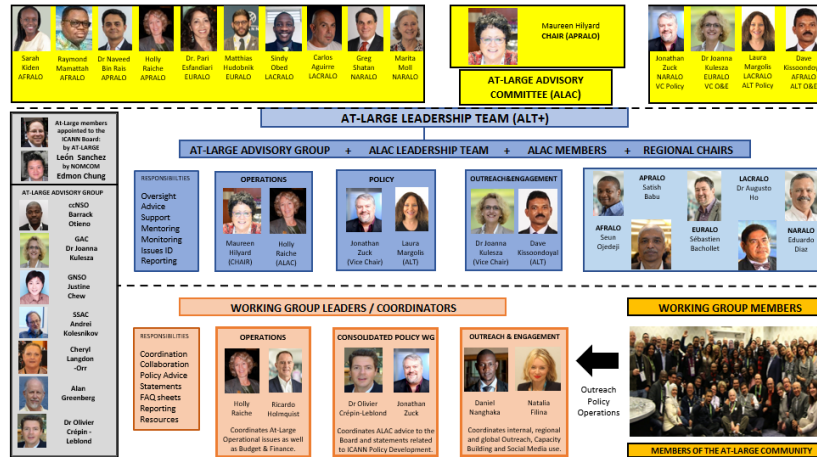 Sarah
Kiden
AFRALO
Raymond
Mamattah
AFRALO
Dr Naveed
Bin Rais
APRALO
Holly
Raiche
APRALO
Dr. Pari
Esfandiari
EURALO
Matthias
Hudobnik
EURALO
Sindy
Obed
LACRALO
Carlos
Aguirre
LACRALO
Greg
Shatan
NARALO
Marita
Moll
NARALO
Maureen Hilyard
CHAIR (APRALO)
AT-LARGE ADVISORY
COMMITTEE (ALAC)
Jonathan
Zuck
NARALO
VC Policy
Dr Joanna
Kulesza
EURALO
VC O&E
Laura
Margolis
LACRALO
ALT Policy
Dave
Kissoondoyal
AFRALO
ALT O&E
AT-LARGE LEADERSHIP TEAM (ALT+)
AT-LARGE ADVISORY GROUP + ALAC LEADERSHIP TEAM + ALAC MEMBERS + REGIONAL CHAIRS
At-Large members
appointed to the
ICANN Board:
by AT-LARGE
León Sanchez
by NOMCOM
Edmon Chung
AT-LARGE ADVISORY GROUP
ccNSO
Barrack
Otieno
GAC
Dr Joanna
Kulesza
GNSO
Justine
Chew
SSAC
Andrei
Kolesnikov
Cheryl
Langdon
-Orr
Alan
Greenberg
Dr Olivier
Crépin -
Leblond
RESPONSIBILTIES
Oversight
Advice
Support
Mentoring
Monitoring
Issues ID
Reporting
OPERATIONS
Maureen
Hilyard
(CHAIR)
Holly
Raiche
(ALAC)
POLICY
Jonathan
Zuck
(Vice Chair)
Laura
Margolis
(ALT)
OUTREACH&ENGAGEMENT
Dr Joanna
Kulesza
(Vice Chair)
Dave
Kissoondoyal
(ALT)
APRALO
Satish
Babu
LACRALO
Dr Augusto
Ho
AFRALO
Seun
Ojedeji
EURALO
Sébastien
Bachollet
NARALO
Eduardo
Diaz
WORKING GROUP LEADERS / COORDINATORS
RESPONSIBILITIES
Coordination
Collaboration
Policy Advice
Statements
FAQ sheets
Reporting
Resources
OPERATIONS
Holly
Raiche
Ricardo
Holmquist
Coordinates At-Large
Operational issues as well
as Budget & Finance.
CONSOLIDATED POLICY WG
Dr Olivier
Crépin-Leblond
Jonathan
Zuck
Coordinates ALAC advice to the
Board and statements related
to ICANN Policy Development.
OUTREACH & ENGAGEMENT
Daniel
Nanghaka
Natalia
Filina
Coordinates internal, regional
and global Outreach, Capacity
Building and Social Media use.
Outreach
Policy
Operations
WORKING GROUP MEMBERS
MEMBERS OF THE AT-LARGE COMMUNITY